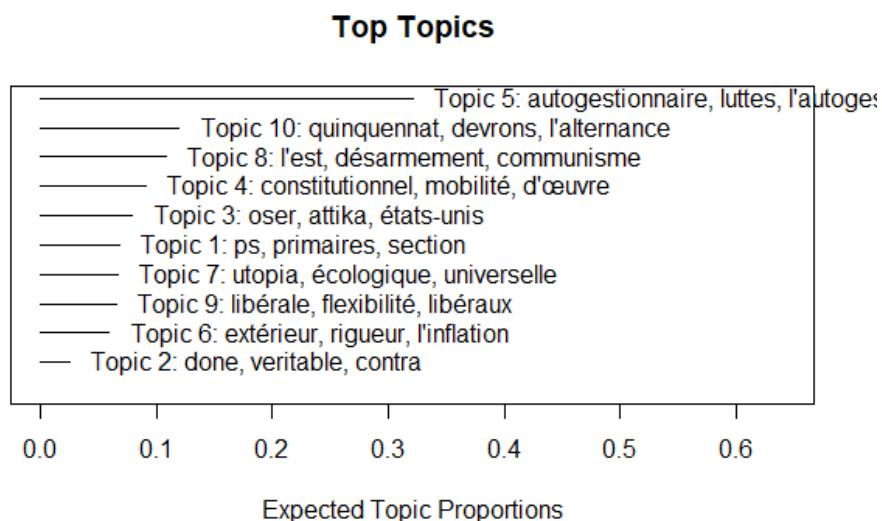 Top Topics
Topic 5: autogestionnaire, luttes, l'autoges
Topic 10: quinquennat, devrons, l'alternance
Topic 8: l'est, désarmement, communisme
Topic 4: constitutionnel, mobilité, d'œuvre
Topic 3: oser, attika, états-unis
Topic 1: ps, primaires, section
Topic 7: utopia, écologique, universelle
Topic 9: libérale, flexibilité, libéraux
Topic 6: extérieur, rigueur, l'inflation
Topic 2: done, veritable, contra
0.0 0.1 0.2 0.3 0.4 0.5 0.6
Expected Topic Proportions